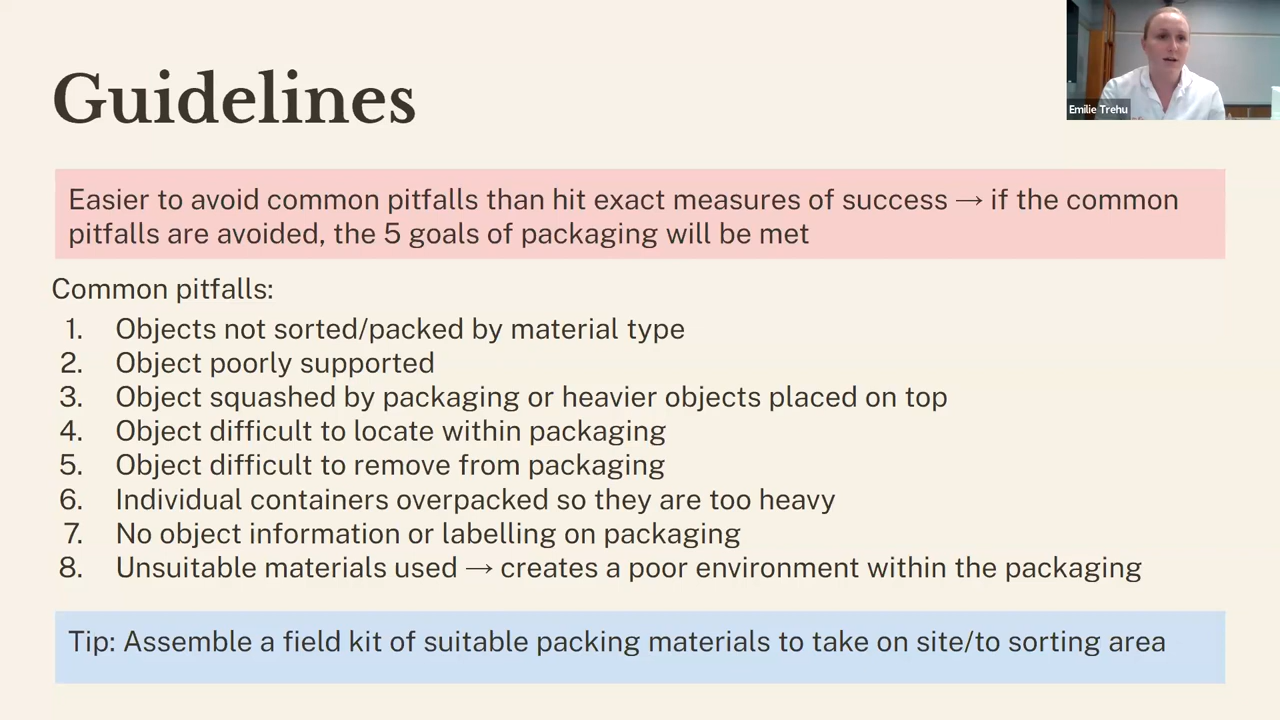 Guidelines
Emilie Trehu
Easier to avoid common pitfalls than hit exact measures of success → if the common
pitfalls are avoided, the 5 goals of packaging will be met
Common pitfalls:
1. Objects not sorted/packed by material type
2. Object poorly supported
3. Object squashed by packaging or heavier objects placed on top
4. Object difficult to locate within packaging
5. Object difficult to remove from packaging
6. Individual containers overpacked so they are too heavy
7. No object information or labelling on packaging
8. Unsuitable materials used → creates a poor environment within the packaging
Tip: Assemble a field kit of suitable packing materials to take on site/to sorting area